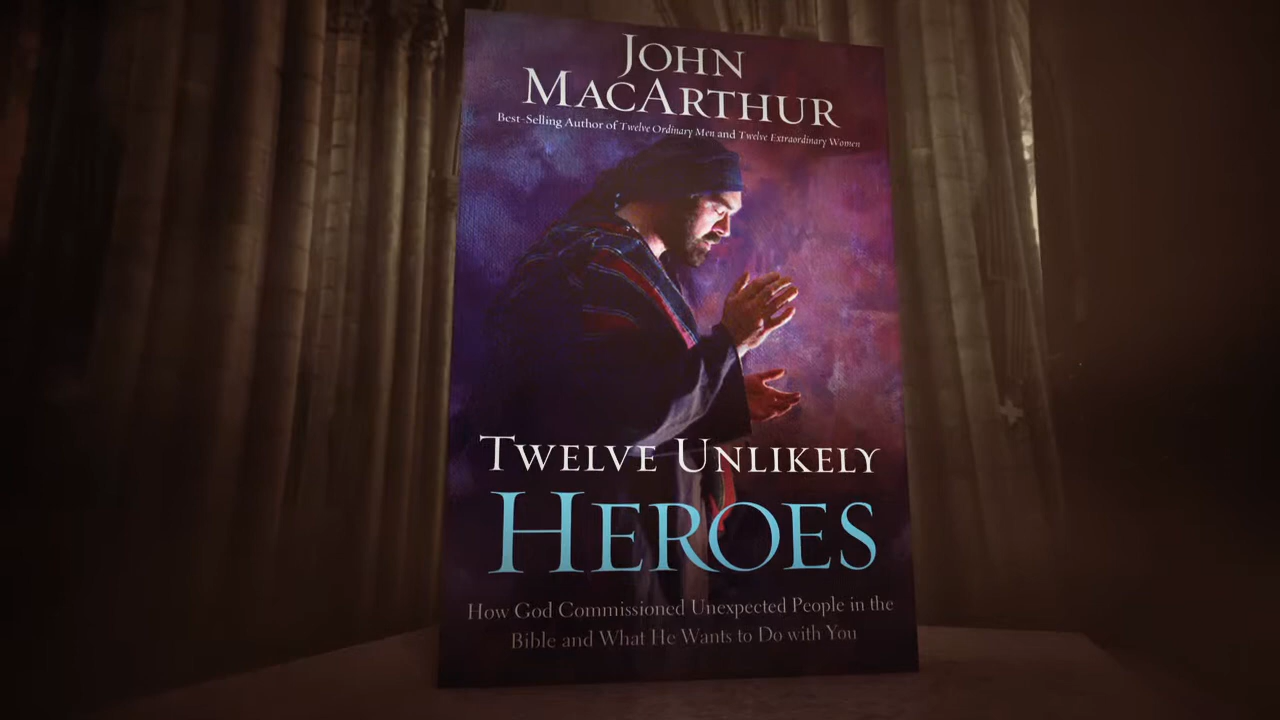 John
MacArthur
Best-Selling Author of Twelve Ordinary Men and Twelve Extraordinary Women
Twelve Unlikely
Heroes
How God Commissioned Unexpected People in the
Bible and What He Wants to Do with You